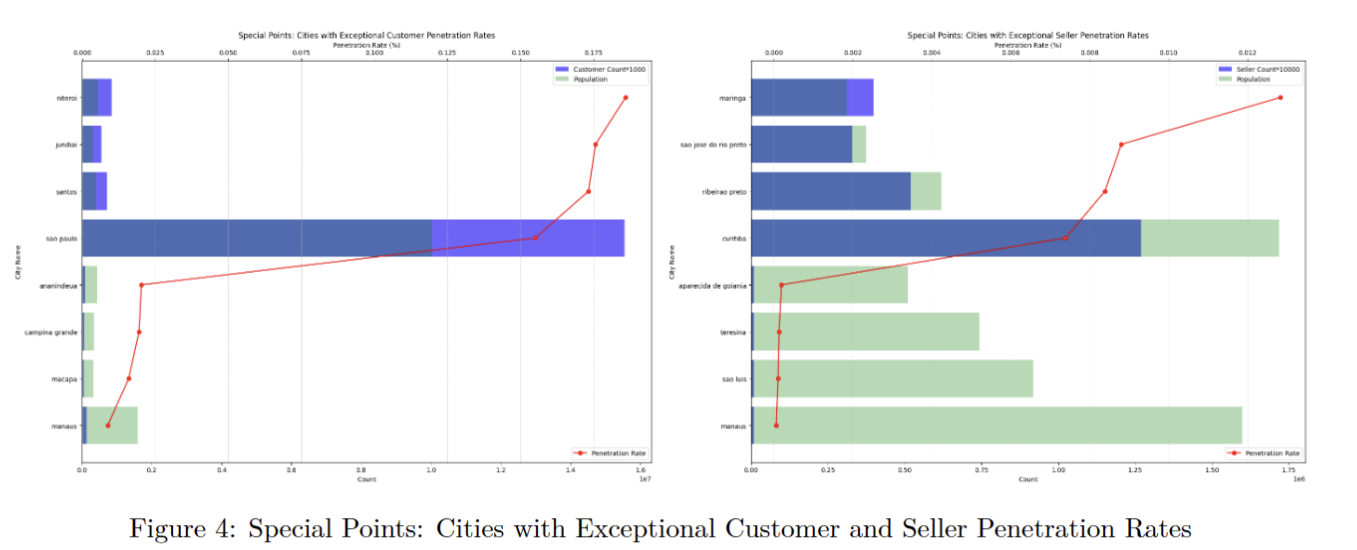 Special Points: Cities with Exceptional Customer Penetration Rates
Penetration Rate (%)
0.000 0.025 0.050 0.075 0.100 0.125 0.150 0.175
Customer Count*1000
Population
niteroi
jundiai
santos
sao paulo
ananindeua
campina grande
macapa
manaus
City Name
Penetration Rate
0.0 0.2 0.4 0.6 0.8 1.0 1.2 1.4 1.6
1e7
Count
Special Points: Cities with Exceptional Seller Penetration Rates
Penetration Rate (%)
0.000 0.002 0.004 0.006 0.008 0.010 0.012
Seller Count*10000
Population
maringa
sao jose do rio preto
ribeirao preto
curitiba
aparecida de goiania
teresina
sao luis
manaus
City Name
Penetration Rate
0.00 0.25 0.50 0.75 1.00 1.25 1.50 1.75
1e6
Count
Figure 4: Special Points: Cities with Exceptional Customer and Seller Penetration Rates